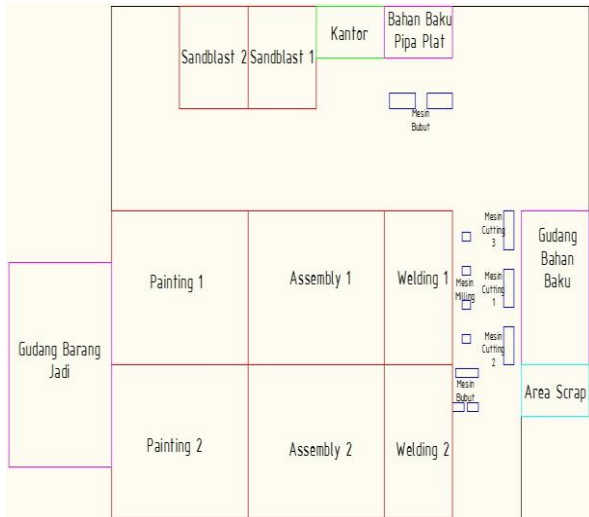 Sandblast 2
Sandblast 1
Kantor
Bahan Baku
Pipa Plat
Mesin
Bubut
Painting 1
Assembly 1
Welding 1
Mesin
Milling
Mesin
Cutting
3
Mesin
Cutting
1
Mesin
Cutting
2
Gudang
Bahan
Baku
Gudang Barang
Jadi
Mesin
Bubut
Area Scrap
Painting 2
Assembly 2
Welding 2